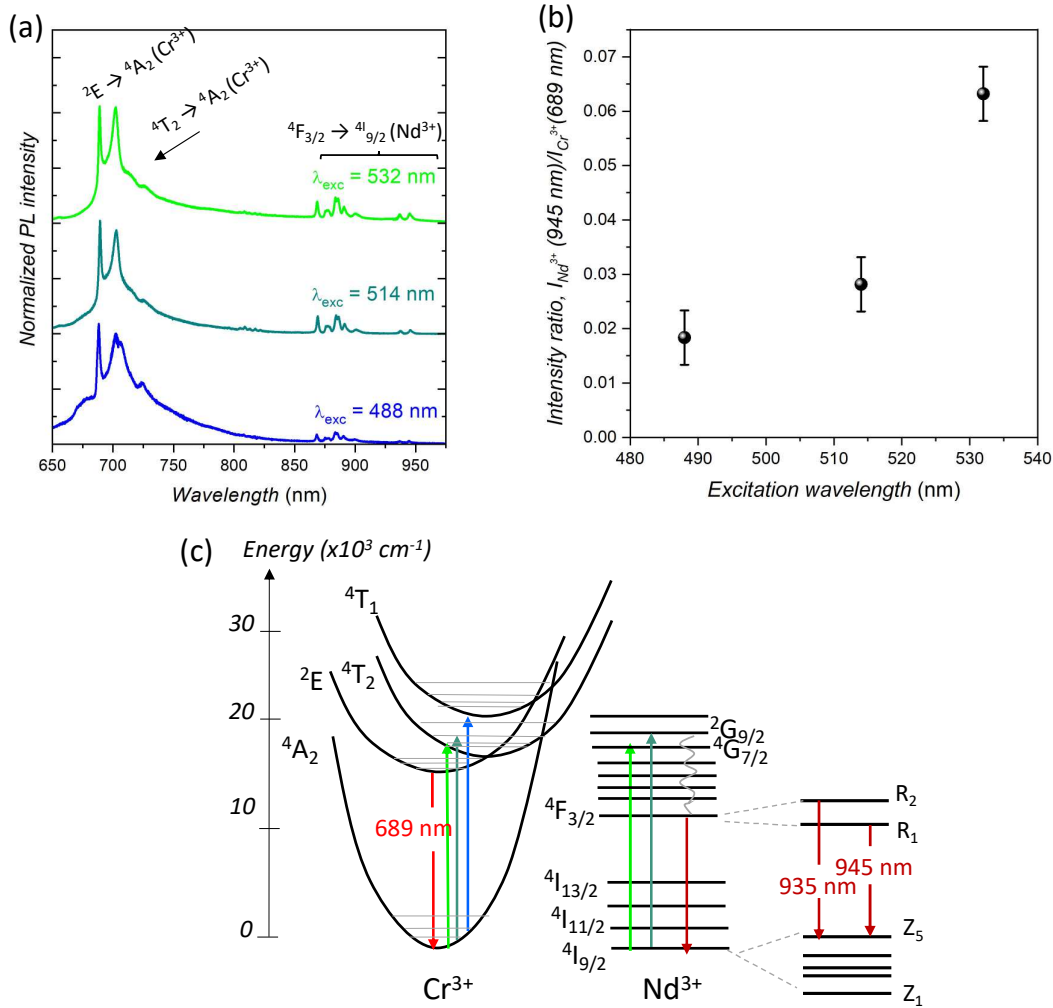 (a)
²E → ⁴A₂(Cr³⁺)
⁴T₂ → ⁴A₂(Cr³⁺)
⁴F₃/₂ → ⁴I₉/₂ (Nd³⁺)
λexc = 532 nm
λexc = 514 nm
λexc = 488 nm
Normalized PL intensity
650 700 750 800 850 900 950
Wavelength (nm)
(b)
Intensity ratio, I_Nd³⁺ (945 nm)/I_Cr³⁺(689 nm)
0.07
0.06
0.05
0.04
0.03
0.02
0.01
0.00
480 490 500 510 520 530 540
Excitation wavelength (nm)
(c)
Energy (x10³ cm⁻¹)
30
20
10
0
⁴T₁
⁴T₂
²E
⁴A₂
689 nm
Cr³⁺
²G₉/₂
⁴G₇/₂
⁴F₃/₂
⁴I₁₃/₂
⁴I₁₁/₂
⁴I₉/₂
Nd³⁺
R₂
R₁
945 nm
935 nm
Z₅
Z₁